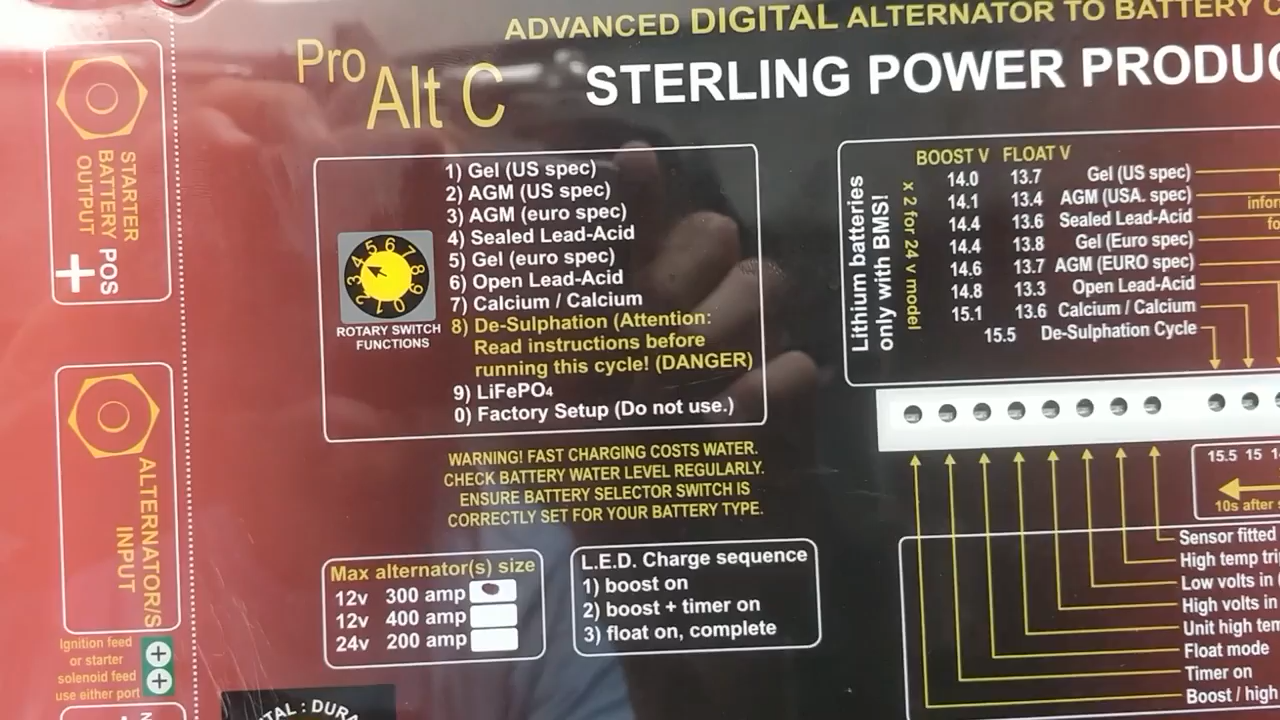 ADVANCED DIGITAL ALTERNATOR TO BATTERY
Pro
Alt C
STERLING POWER
STARTER
BATTERY
OUTPUT
POS
+
1) Gel (US spec)
2) AGM (US spec)
3) AGM (euro spec)
4) Sealed Lead-Acid
5) Gel (euro spec)
6) Open Lead-Acid
7) Calcium / Calcium
8) De-Sulphation (Attention:
Read instructions before
running this cycle! (DANGER)
9) LiFePO4
0) Factory Setup (Do not use.)
0 1 2 3 4 5 6 7 8 9
ROTARY SWITCH
FUNCTIONS
Lithium batteries
only with BMS!
x 2 for 24 v model
BOOST V FLOAT V
14.0 13.7 Gel (US spec)
14.1 13.4 AGM (USA. spec)
14.4 13.6 Sealed Lead-Acid
14.4 13.8 Gel (Euro spec)
14.6 13.7 AGM (EURO spec)
14.8 13.3 Open Lead-Acid
15.1 13.6 Calcium / Calcium
15.5 De-Sulphation Cycle
WARNING! FAST CHARGING COSTS WATER.
CHECK BATTERY WATER LEVEL REGULARLY.
ENSURE BATTERY SELECTOR SWITCH IS
CORRECTLY SET FOR YOUR BATTERY TYPE.
15.5 15
10s after
ALTERNATOR/S
INPUT
Max alternator(s) size
12v 300 amp
12v 400 amp
24v 200 amp
L.E.D. Charge sequence
1) boost on
2) boost + timer on
3) float on, complete
Sensor fitted
High temp
Low volts in
High volts in
Unit high
Float mode
Timer on
Boost / high
Ignition feed
or starter
solenoid feed
use either port